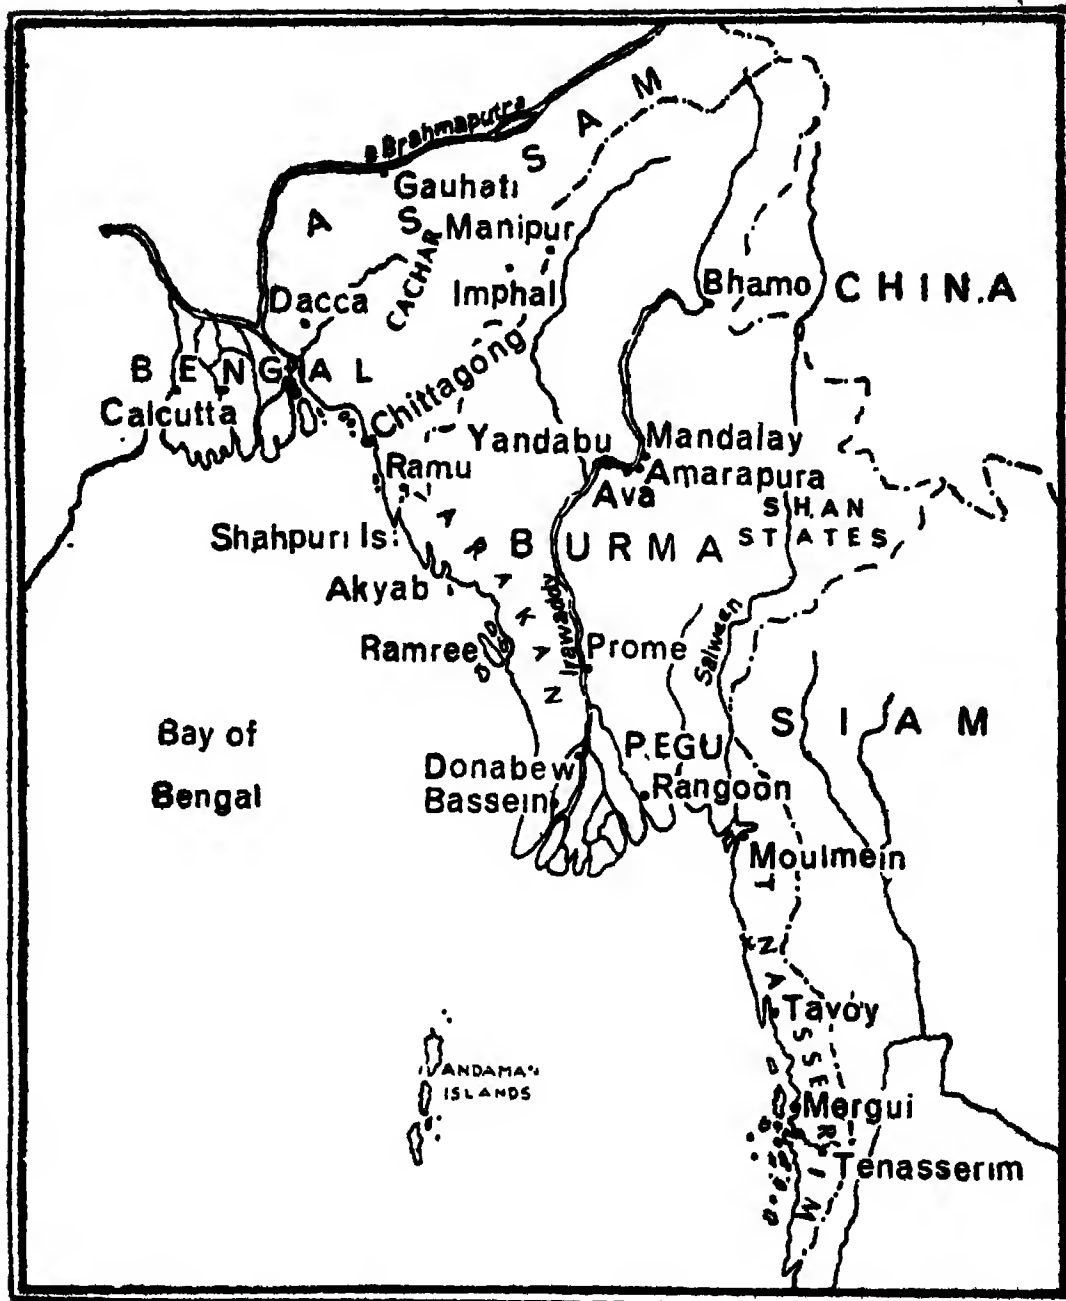 Brahmaputra
ASSAM
Gauhati
Manipur
CACHAR
Imphal
Dacca
Bhamo
CHINA
BENGAL
Calcutta
Chittagong
Yandabu
Mandalay
Amarapura
Ava
Ramu
SHAN
STATES
Shahpuri Is.
BURMA
Akyab
ARAKAN
Irawaddy
Salween
Ramree
Prome
Bay of
Bengal
SIAM
PEGU
Donabew
Rangoon
Bassein
Moulmein
Tavoy
ANDAMAN
ISLANDS
Mergui
Tenasserim